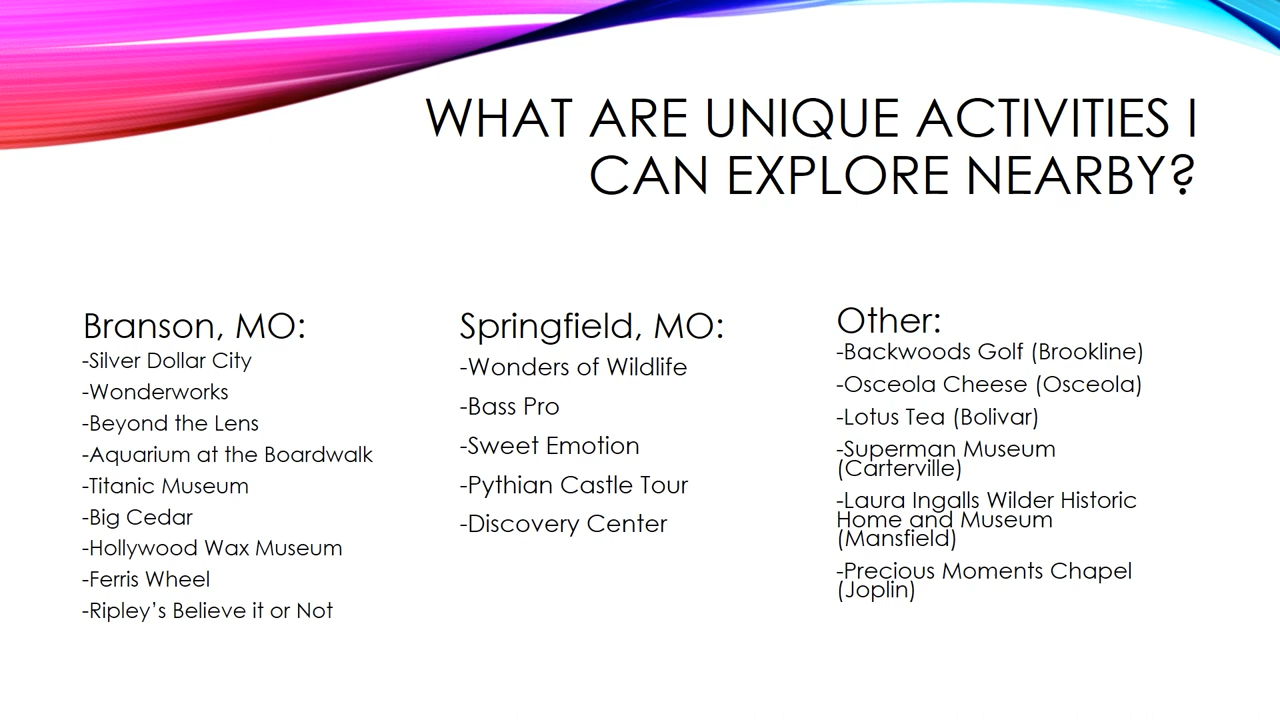 WHAT ARE UNIQUE ACTIVITIES I
CAN EXPLORE NEARBY?
Branson, MO:
-Silver Dollar City
-Wonderworks
-Beyond the Lens
-Aquarium at the Boardwalk
-Titanic Museum
-Big Cedar
-Hollywood Wax Museum
-Ferris Wheel
-Ripley’s Believe it or Not
Springfield, MO:
-Wonders of Wildlife
-Bass Pro
-Sweet Emotion
-Pythian Castle Tour
-Discovery Center
Other:
-Backwoods Golf (Brookline)
-Osceola Cheese (Osceola)
-Lotus Tea (Bolivar)
-Superman Museum
(Carterville)
-Laura Ingalls Wilder Historic
Home and Museum
(Mansfield)
-Precious Moments Chapel
(Joplin)